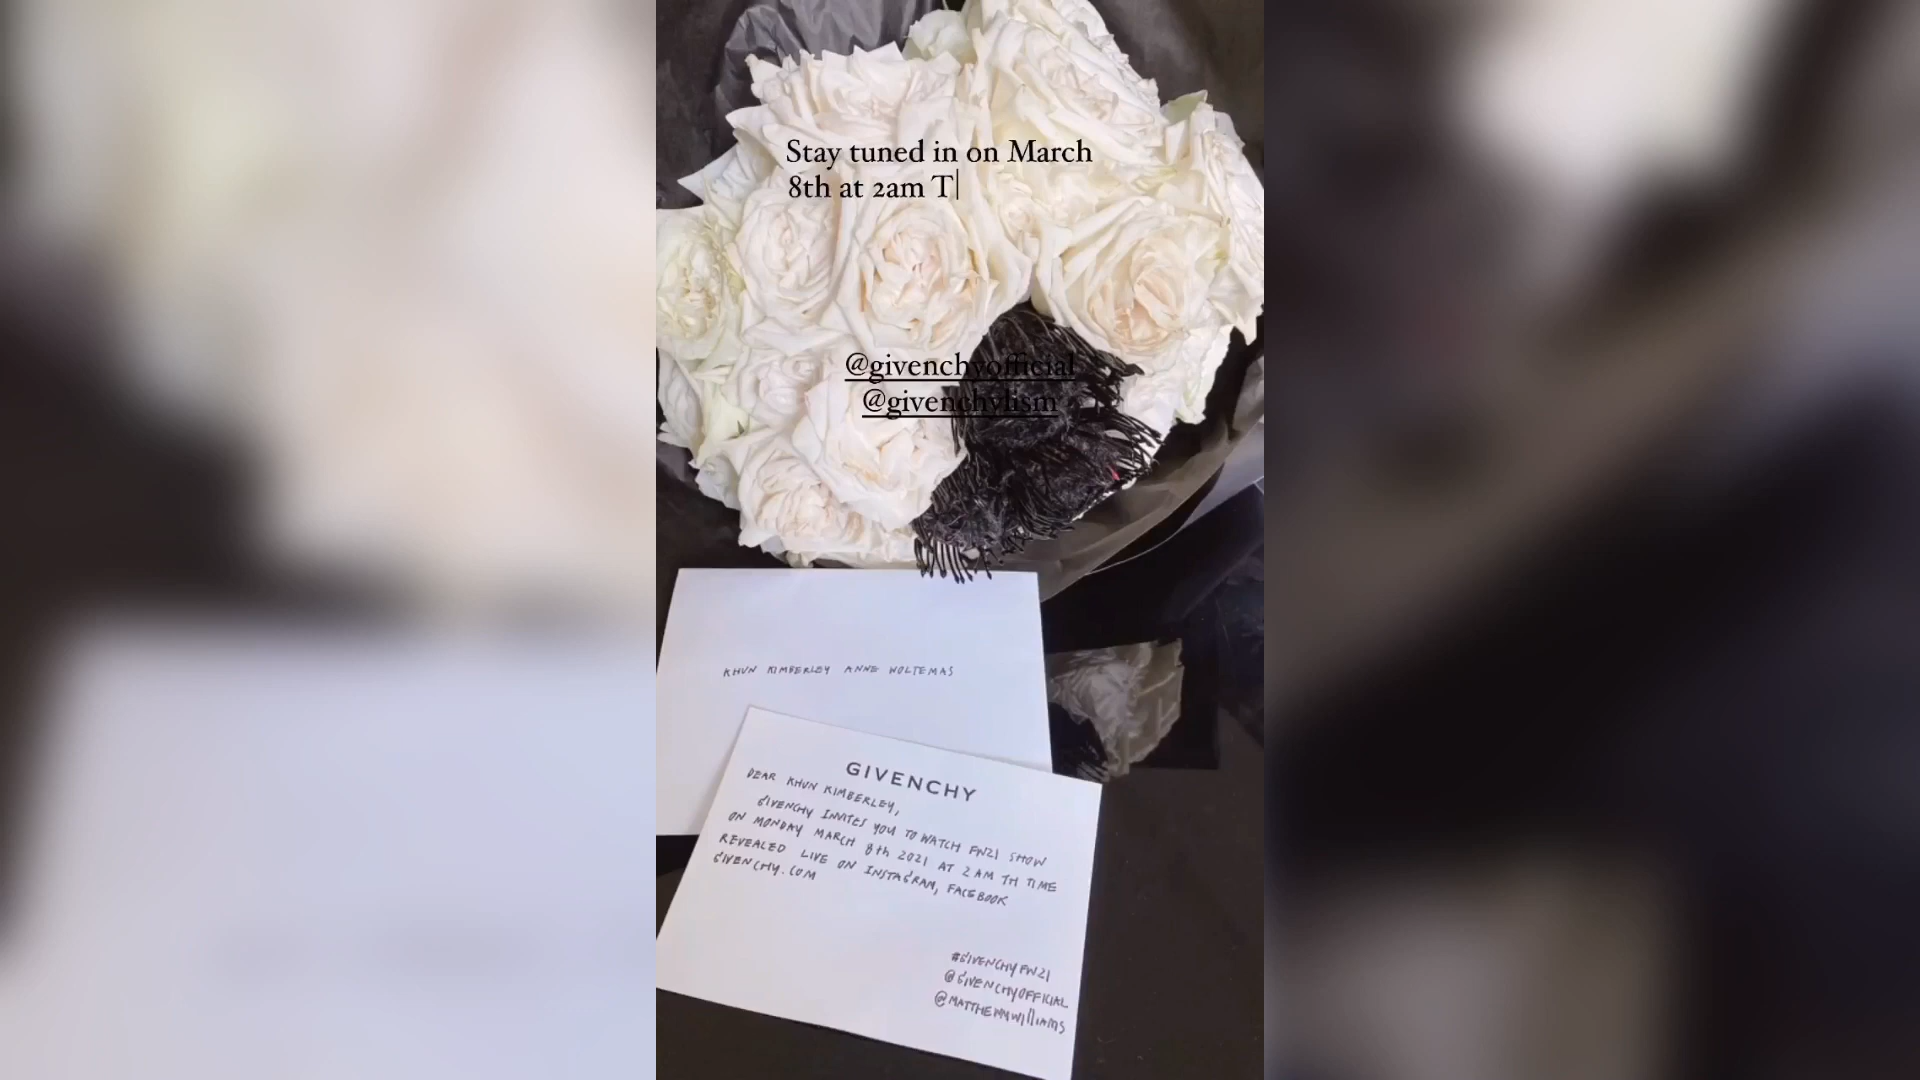 Stay tuned in on March
8th at 2am T
@givenchyofficial
@givenchylism
KHUN KIMBERLEY ANNE WOLTEMAS
GIVENCHY
DEAR KHUN KIMBERLEY,
GIVENCHY INVITES YOU TO WATCH FW21 SHOW
ON MONDAY MARCH 8th 2021 AT 2 AM TH TIME
REVEALED LIVE ON INSTAGRAM, FACEBOOK
GIVENCHY.COM
#GIVENCHYFW21
@GIVENCHYOFFICIAL
@MATTHEWMWILLIAMS